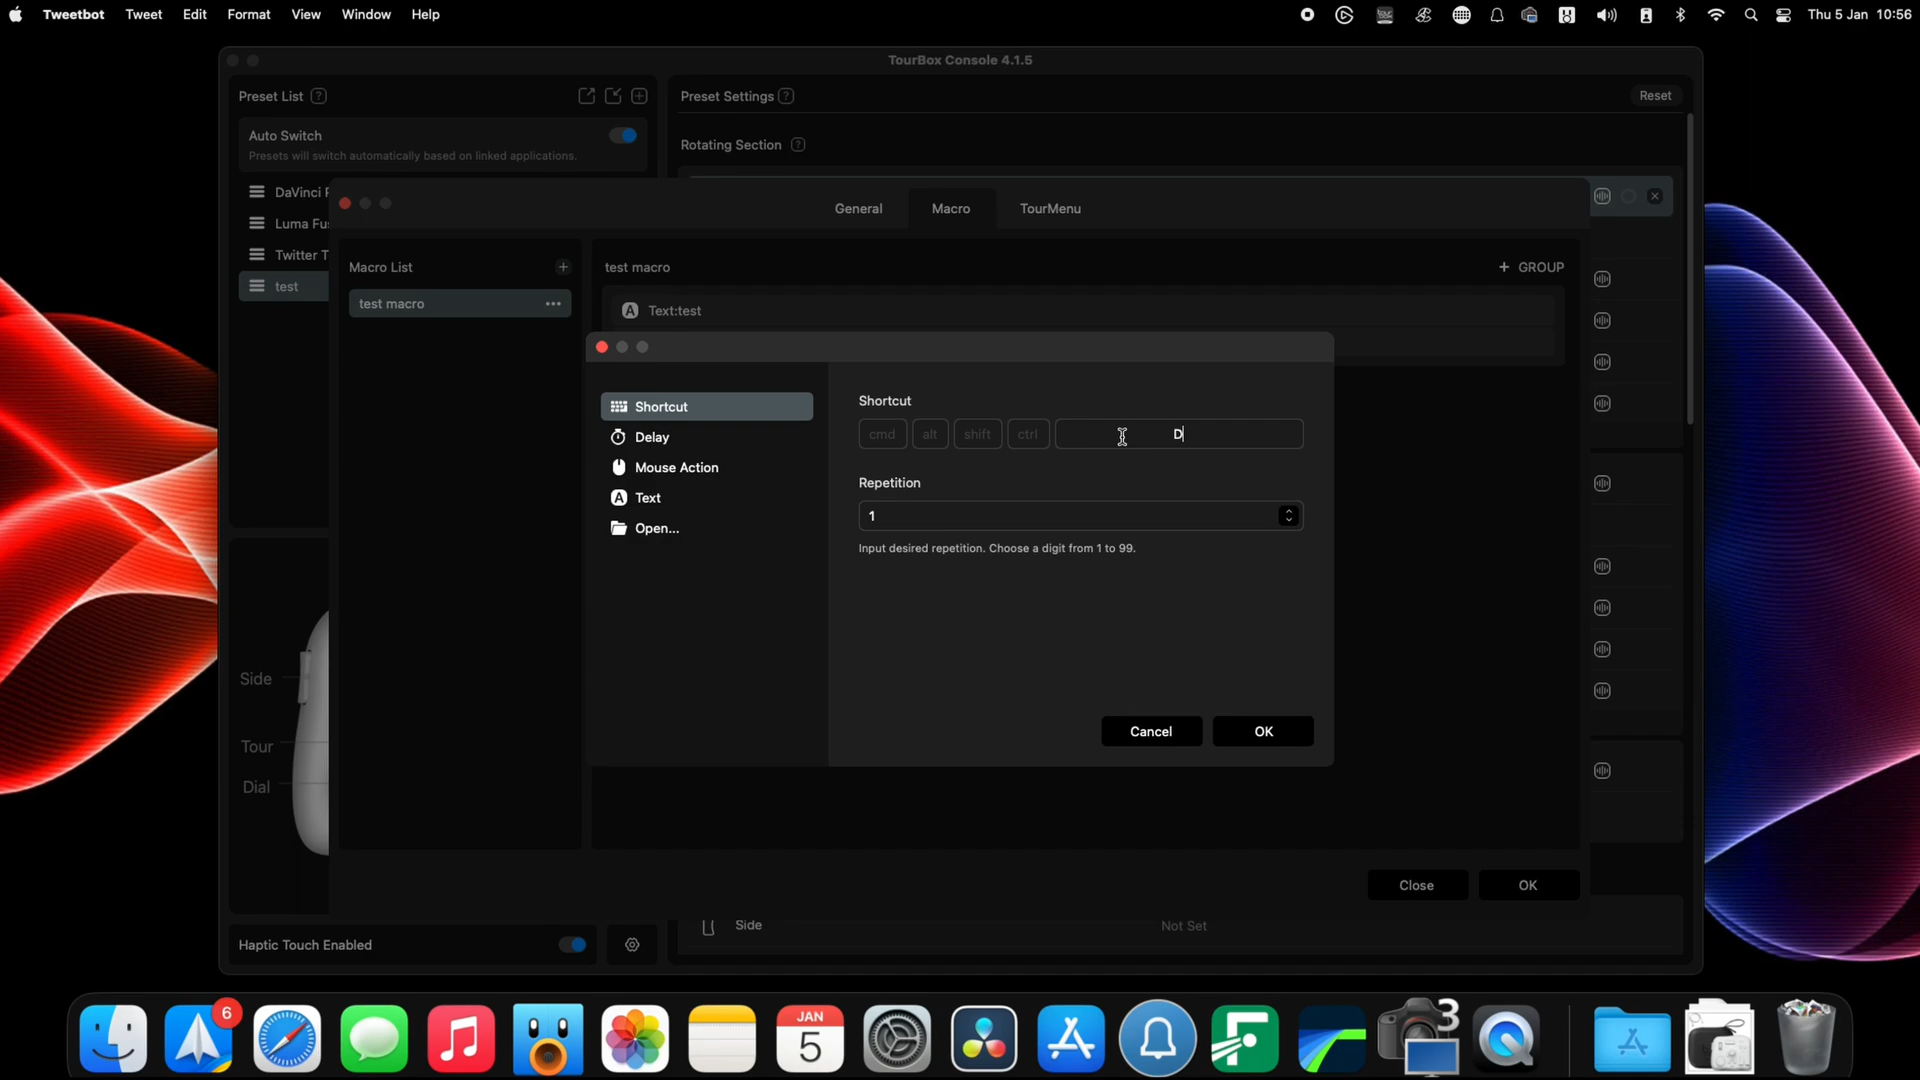 Tweetbot Tweet Edit Format View Window Help Thu 5 Jan 10:56
TourBox Console 4.1.5
Preset List ?
Preset Settings ? Reset
Auto Switch
Presets will switch automatically based on linked applications.
Rotating Section ?
DaVinci
Luma Fu
Twitter T
test
General Macro TourMenu
Macro List +
test macro + GROUP
test macro ...
A Text:test
Shortcut
Delay
Mouse Action
A Text
Open...
Shortcut
cmd alt shift ctrl D
Repetition
1
Input desired repetition. Choose a digit from 1 to 99.
Cancel OK
Side
Tour
Dial
Close OK
Side Not Set
Haptic Touch Enabled
6
JAN
5
3